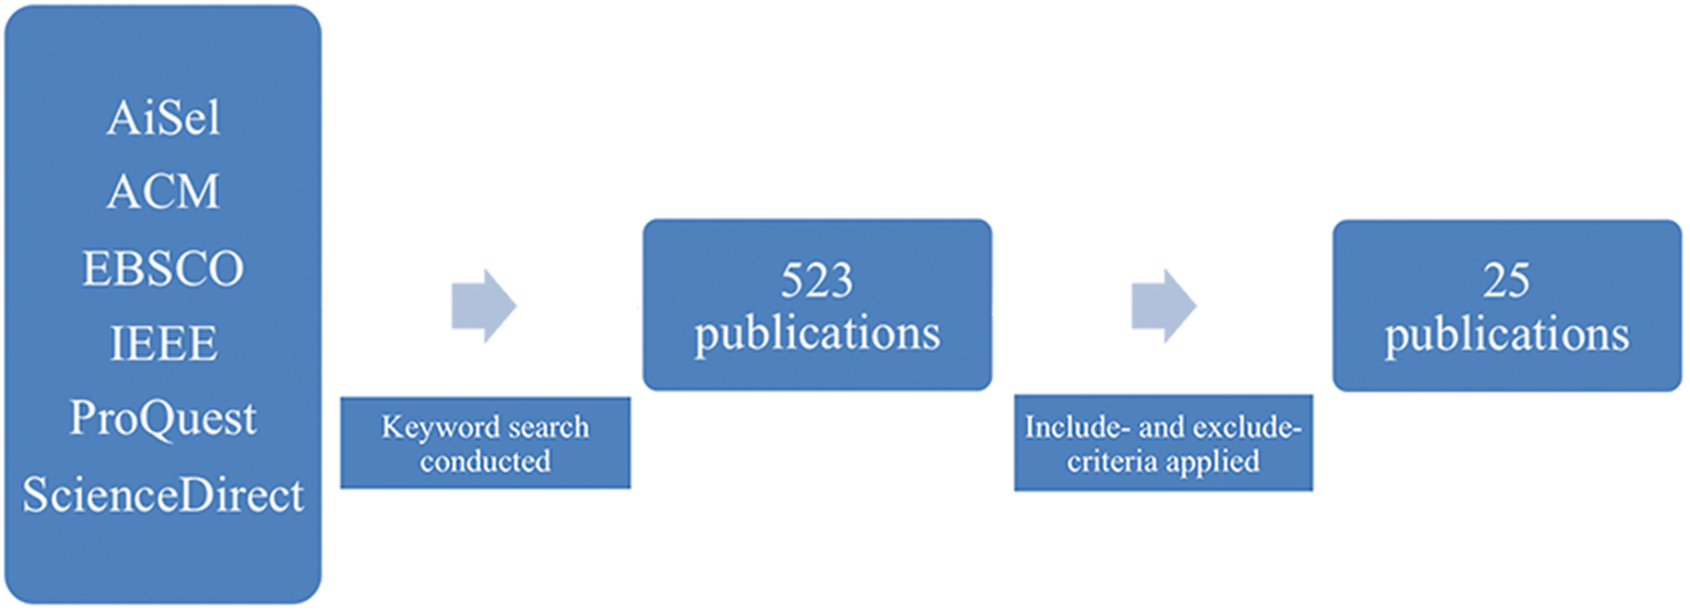 AiSel
ACM
EBSCO
IEEE
ProQuest
ScienceDirect
Keyword search
conducted
523
publications
Include- and exclude-
criteria applied
25
publications